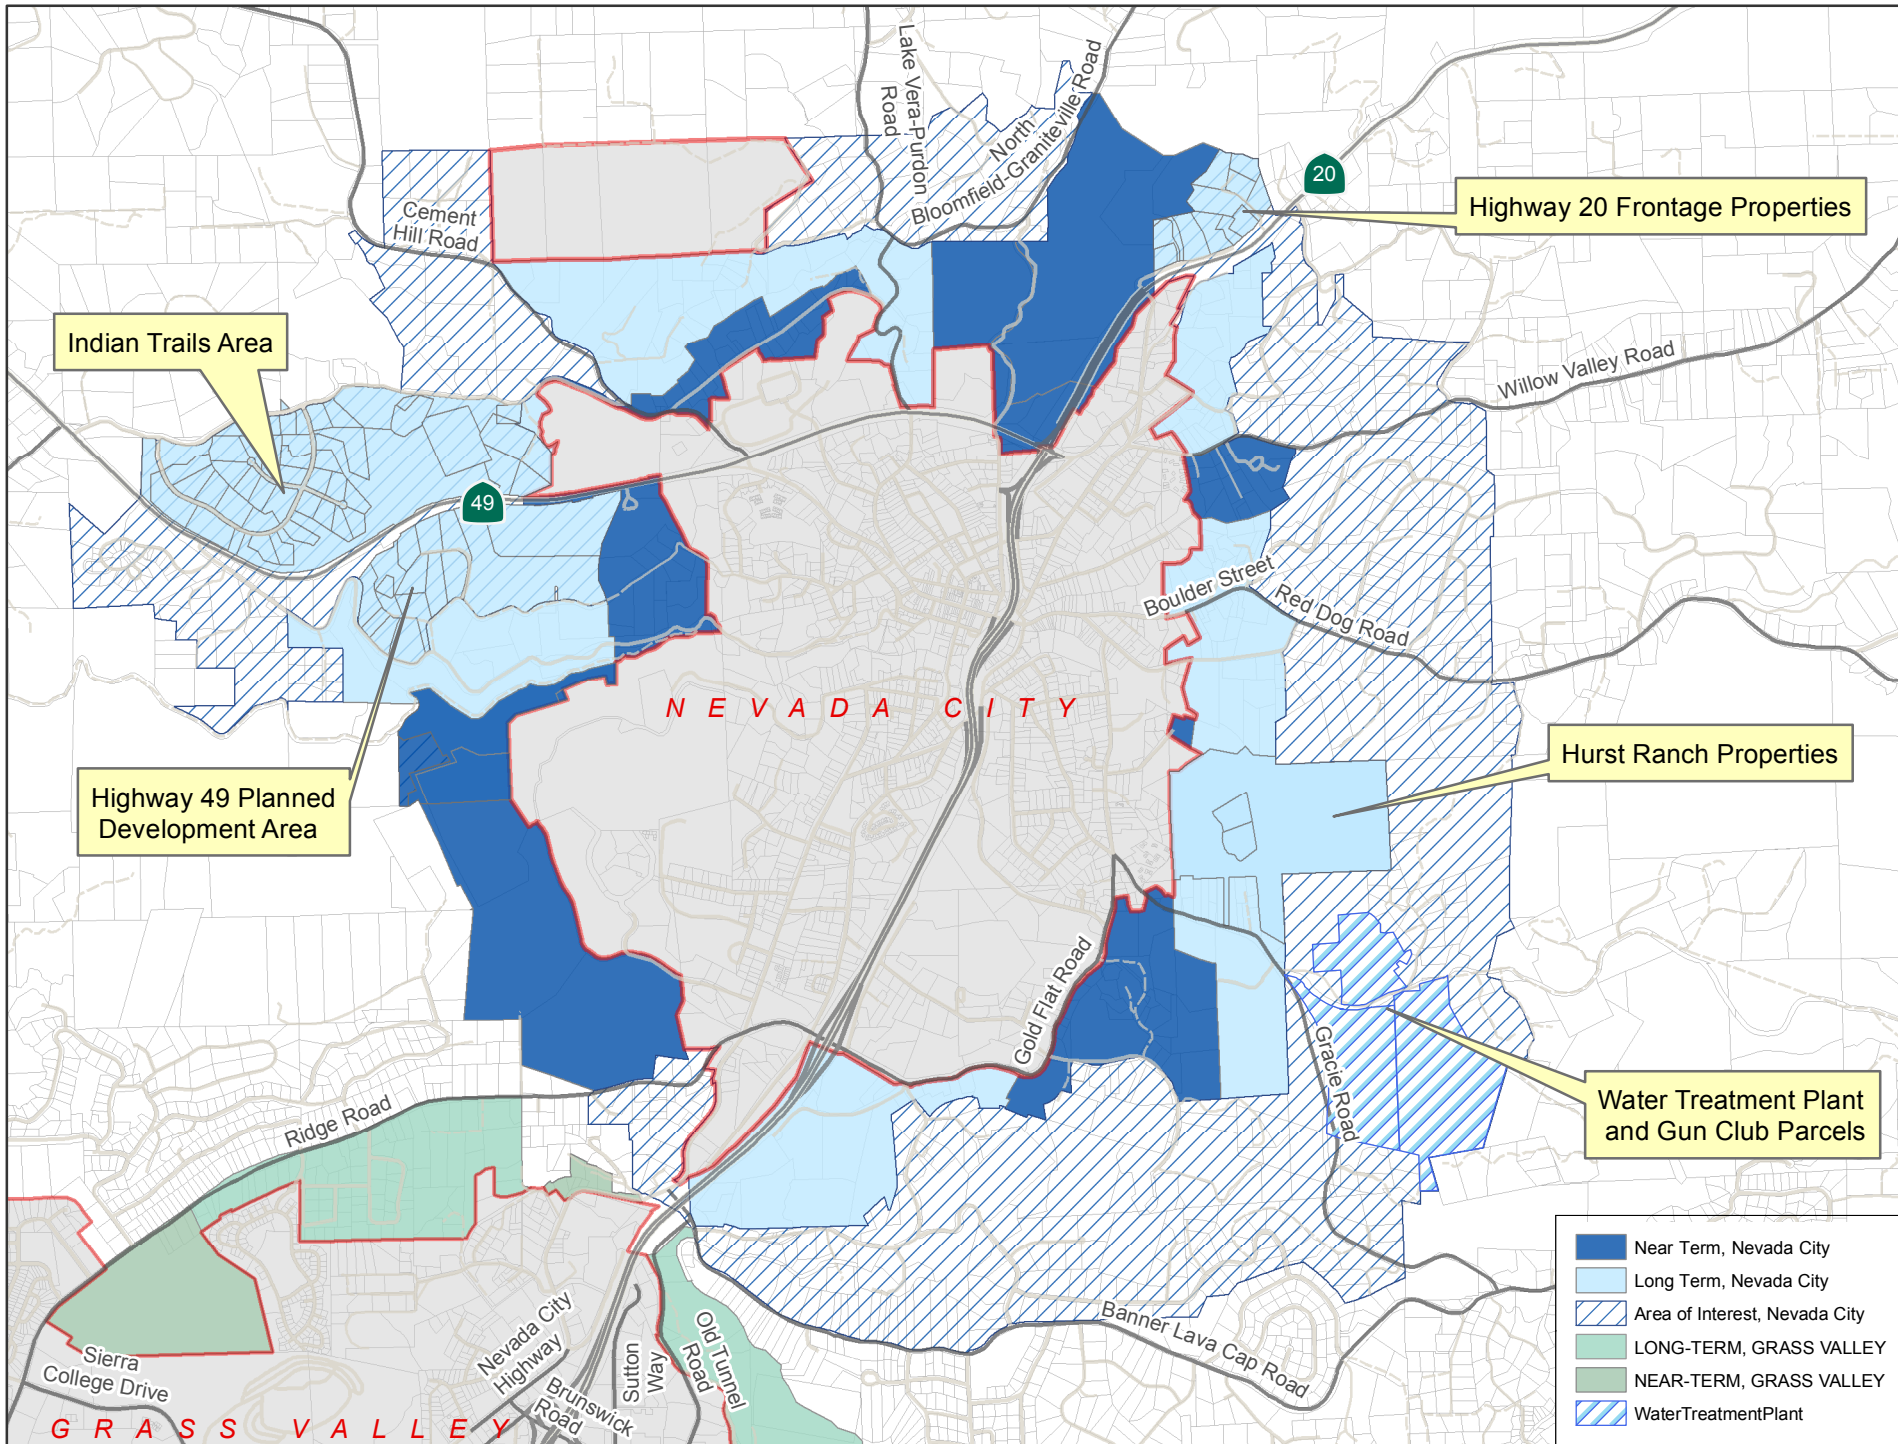 Lake Vera-Purdon
Road
North
Bloomfield-Graniteville Road
20
Highway 20 Frontage Properties
Cement
Hill Road
Indian Trails Area
Willow Valley Road
49
Boulder Street
Red Dog Road
N E V A D A C I T Y
Hurst Ranch Properties
Highway 49 Planned
Development Area
Gold Flat Road
Gracie Road
Water Treatment Plant
and Gun Club Parcels
Ridge Road
Near Term, Nevada City
Long Term, Nevada City
Area of Interest, Nevada City
LONG-TERM, GRASS VALLEY
NEAR-TERM, GRASS VALLEY
WaterTreatmentPlant
Banner Lava Cap Road
Old Tunnel
Road
Sutton
Way
Nevada City
Highway
Brunswick
Road
Sierra
College Drive
G R A S S V A L L E Y